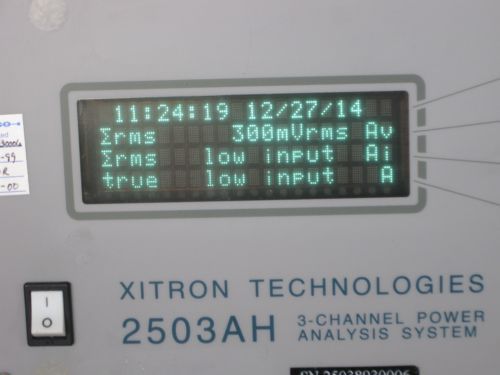 11:24:19 12/27/14
Σrms 300mVrms Av
Σrms low input Ai
true low input A
XITRON TECHNOLOGIES
2503AH 3-CHANNEL POWER
ANALYSIS SYSTEM
I
O